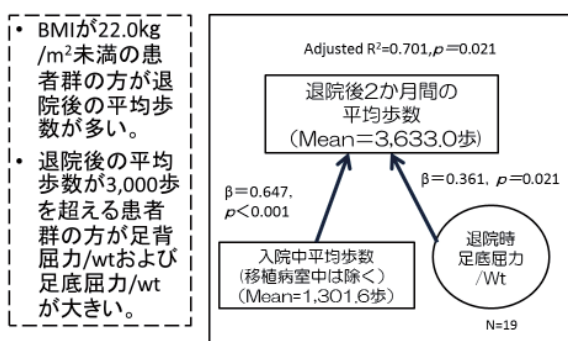 • BMIが22.0kg
/m²未満の患
者群の方が退
院後の平均歩
数が多い。
• 退院後の平均
歩数が3,000歩
を超える患者
群の方が足背
屈力/wtおよび
足底屈力/wt
が大きい。
Adjusted R²=0.701,p＝0.021
退院後2か月間の
平均歩数
（Mean＝3,633.0歩)
β＝0.647,
p＜0.001
β＝0.361, p＝0.021
入院中平均歩数
(移植病室中は除く）
（Mean=1,301.6歩）
退院時
足底屈力
/Wt
N=19